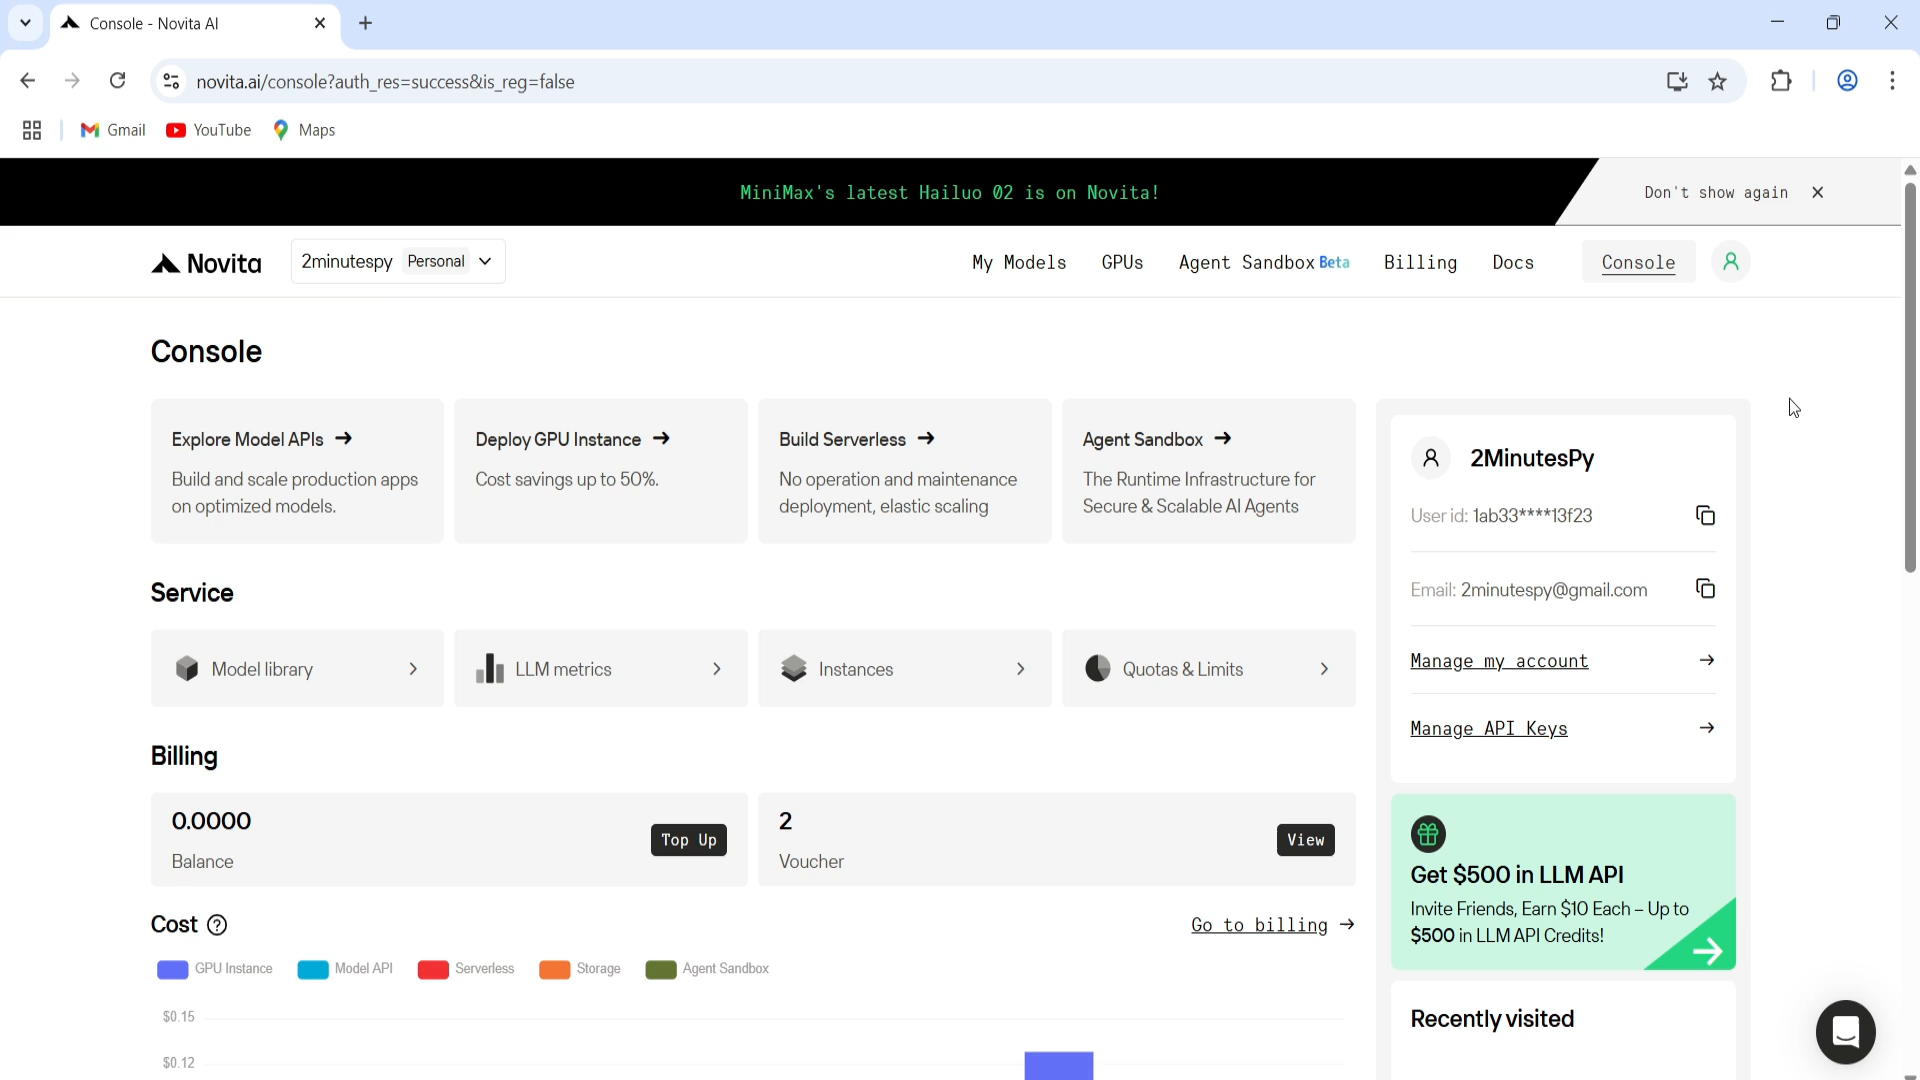 Console - Novita AI
novita.ai/console?auth_res=success&is_reg=false
Gmail
YouTube
Maps
MiniMax's latest Hailuo 02 is on Novita!
Don't show again
Novita
2minutespy Personal
My Models
GPUs
Agent Sandbox Beta
Billing
Docs
Console
Console
Explore Model APIs
Build and scale production apps
on optimized models.
Deploy GPU Instance
Cost savings up to 50%.
Build Serverless
No operation and maintenance
deployment, elastic scaling
Agent Sandbox
The Runtime Infrastructure for
Secure & Scalable AI Agents
2MinutesPy
User id: 1ab33****13f23
Email: 2minutespy@gmail.com
Manage my account
Manage API Keys
Service
Model library
LLM metrics
Instances
Quotas & Limits
Billing
0.0000
Balance
Top Up
2
Voucher
View
Get $500 in LLM API
Invite Friends, Earn $10 Each – Up to
$500 in LLM API Credits!
Cost
Go to billing
GPU Instance
Model API
Serverless
Storage
Agent Sandbox
$0.15
$0.12
Recently visited